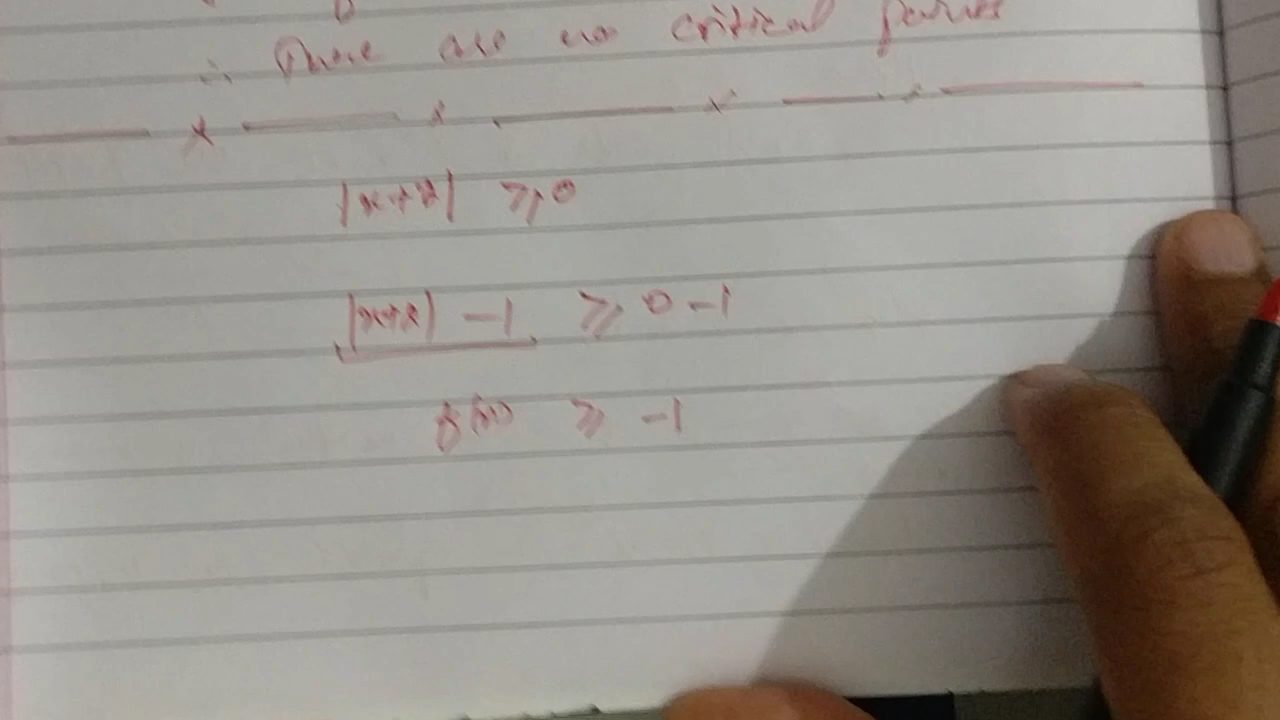 ∴ There are no critical points
|x+2| ≥ 0
|x+2| -1 ≥ 0 -1
f(x) ≥ -1